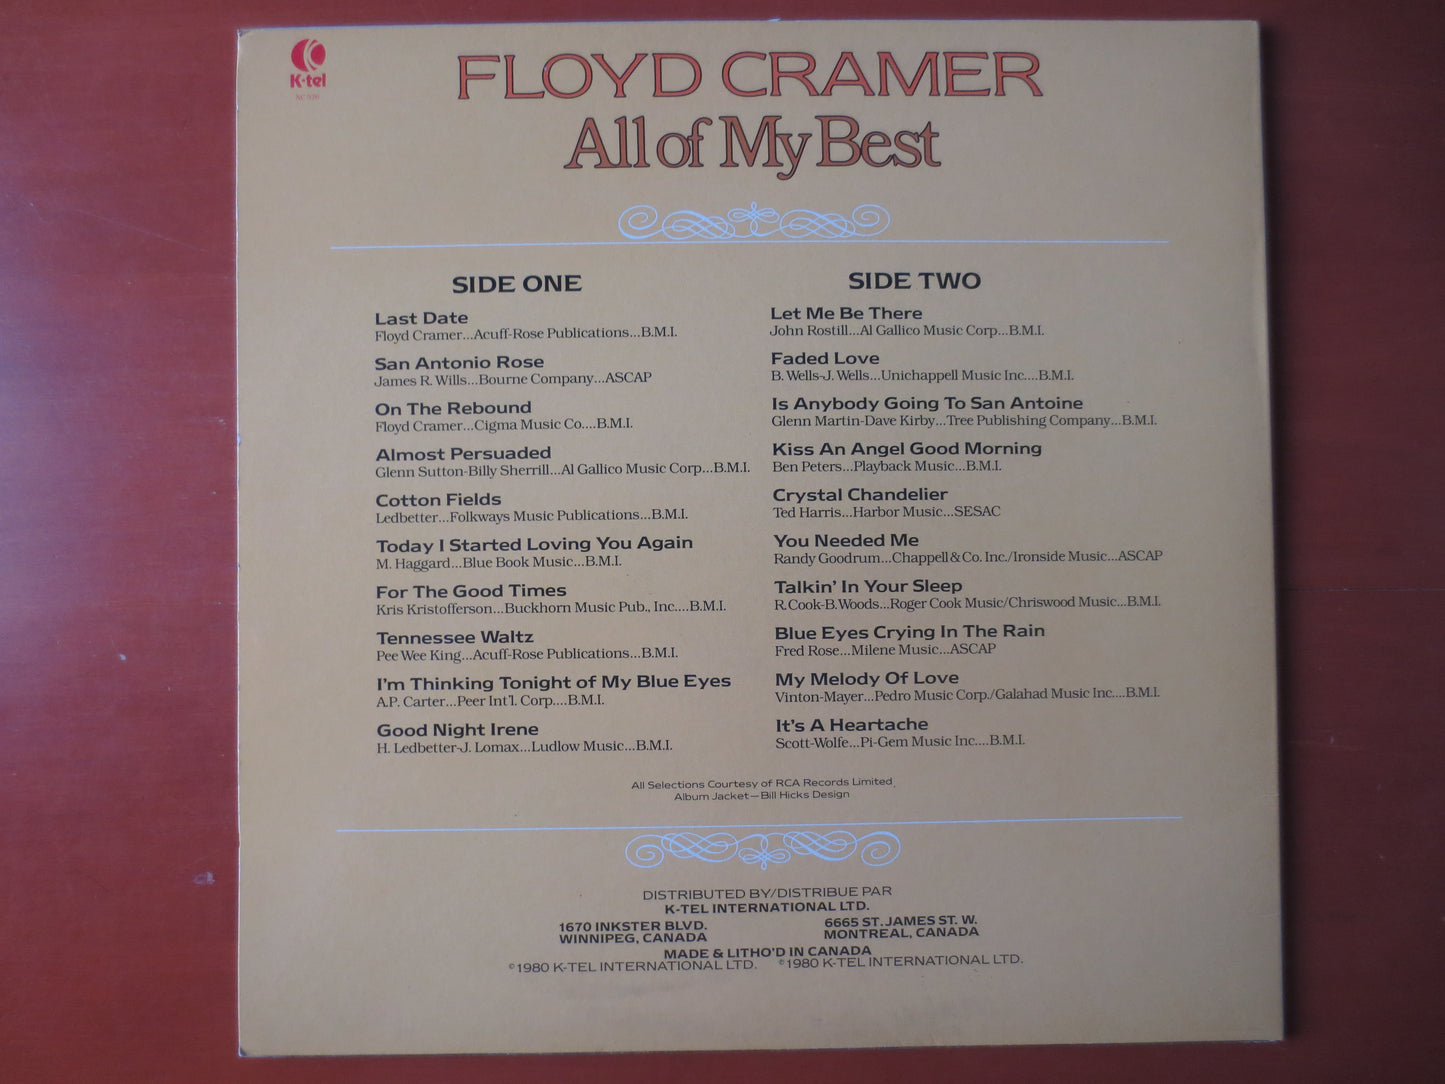 K-tel
NC 526
FLOYD CRAMER
All of My Best
SIDE ONE
Last Date
Floyd Cramer...Acuff-Rose Publications...B.M.I.
San Antonio Rose
James R. Wills...Bourne Company...ASCAP
On The Rebound
Floyd Cramer...Cigma Music Co....B.M.I.
Almost Persuaded
Glenn Sutton-Billy Sherrill...Al Gallico Music Corp...B.M.I.
Cotton Fields
Ledbetter...Folkways Music Publications...B.M.I.
Today I Started Loving You Again
M. Haggard...Blue Book Music...B.M.I.
For The Good Times
Kris Kristofferson...Buckhorn Music Pub., Inc....B.M.I.
Tennessee Waltz
Pee Wee King...Acuff-Rose Publications...B.M.I.
I'm Thinking Tonight of My Blue Eyes
A.P. Carter...Peer Int'l. Corp....B.M.I.
Good Night Irene
H. Ledbetter-J. Lomax...Ludlow Music...B.M.I.
SIDE TWO
Let Me Be There
John Rostill...Al Gallico Music Corp...B.M.I.
Faded Love
B. Wells-J. Wells...Unichappell Music Inc....B.M.I.
Is Anybody Going To San Antoine
Glenn Martin-Dave Kirby...Tree Publishing Company...B.M.I.
Kiss An Angel Good Morning
Ben Peters...Playback Music...B.M.I.
Crystal Chandelier
Ted Harris...Harbor Music...SESAC
You Needed Me
Randy Goodrum...Chappell & Co. Inc./Ironside Music...ASCAP
Talkin' In Your Sleep
R. Cook-B. Woods...Roger Cook Music/Chriswood Music...B.M.I.
Blue Eyes Crying In The Rain
Fred Rose...Milene Music...ASCAP
My Melody Of Love
Vinton-Mayer...Pedro Music Corp./Galahad Music Inc....B.M.I.
It's A Heartache
Scott-Wolfe...Pi-Gem Music Inc....B.M.I.
All Selections Courtesy of RCA Records Limited
Album Jacket—Bill Hicks Design
DISTRIBUTED BY/DISTRIBUE PAR
K-TEL INTERNATIONAL LTD.
1670 INKSTER BLVD.
WINNIPEG, CANADA
6665 ST. JAMES ST. W.
MONTREAL, CANADA
MADE & LITHO'D IN CANADA
©1980 K-TEL INTERNATIONAL LTD. ©1980 K-TEL INTERNATIONAL LTD.